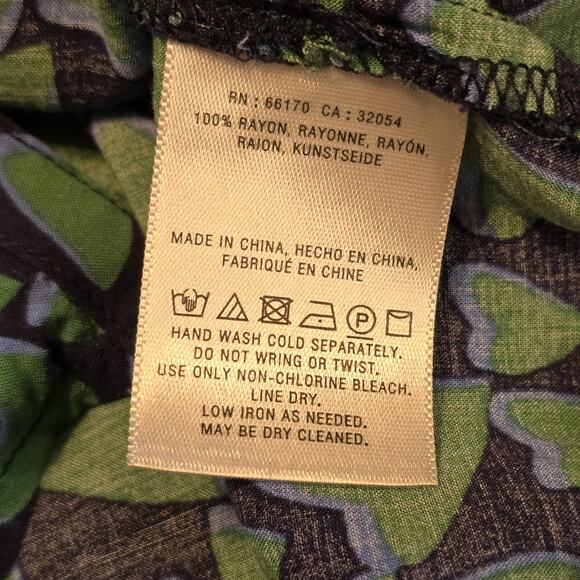 RN : 66170 CA : 32054
100% RAYON, RAYONNE, RAYÓN,
RAION, KUNSTSEIDE
MADE IN CHINA, HECHO EN CHINA,
FABRIQUÉ EN CHINE
P
HAND WASH COLD SEPARATELY.
DO NOT WRING OR TWIST.
USE ONLY NON-CHLORINE BLEACH.
LINE DRY.
LOW IRON AS NEEDED.
MAY BE DRY CLEANED.